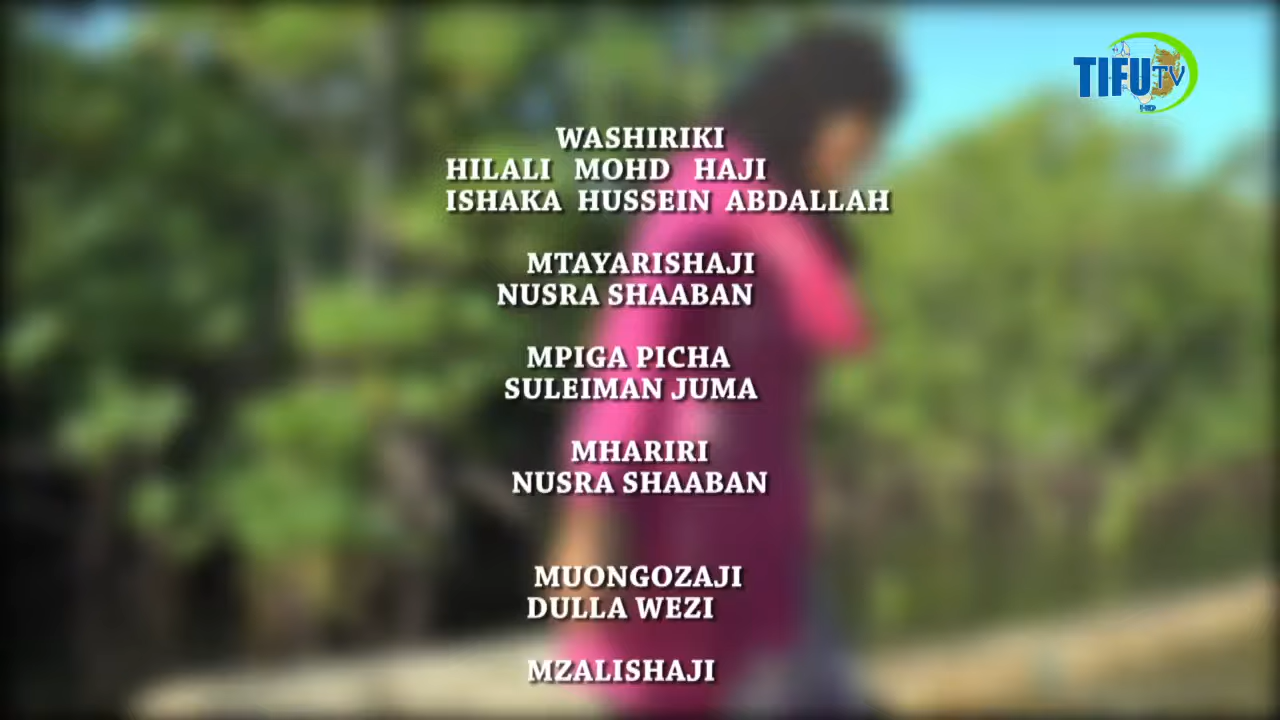 TIFU TV
HD
WASHIRIKI
HILALI MOHD HAJI
ISHAKA HUSSEIN ABDALLAH
MTAYARISHAJI
NUSRA SHAABAN
MPIGA PICHA
SULEIMAN JUMA
MHARIRI
NUSRA SHAABAN
MUONGOZAJI
DULLA WEZI
MZALISHAJI